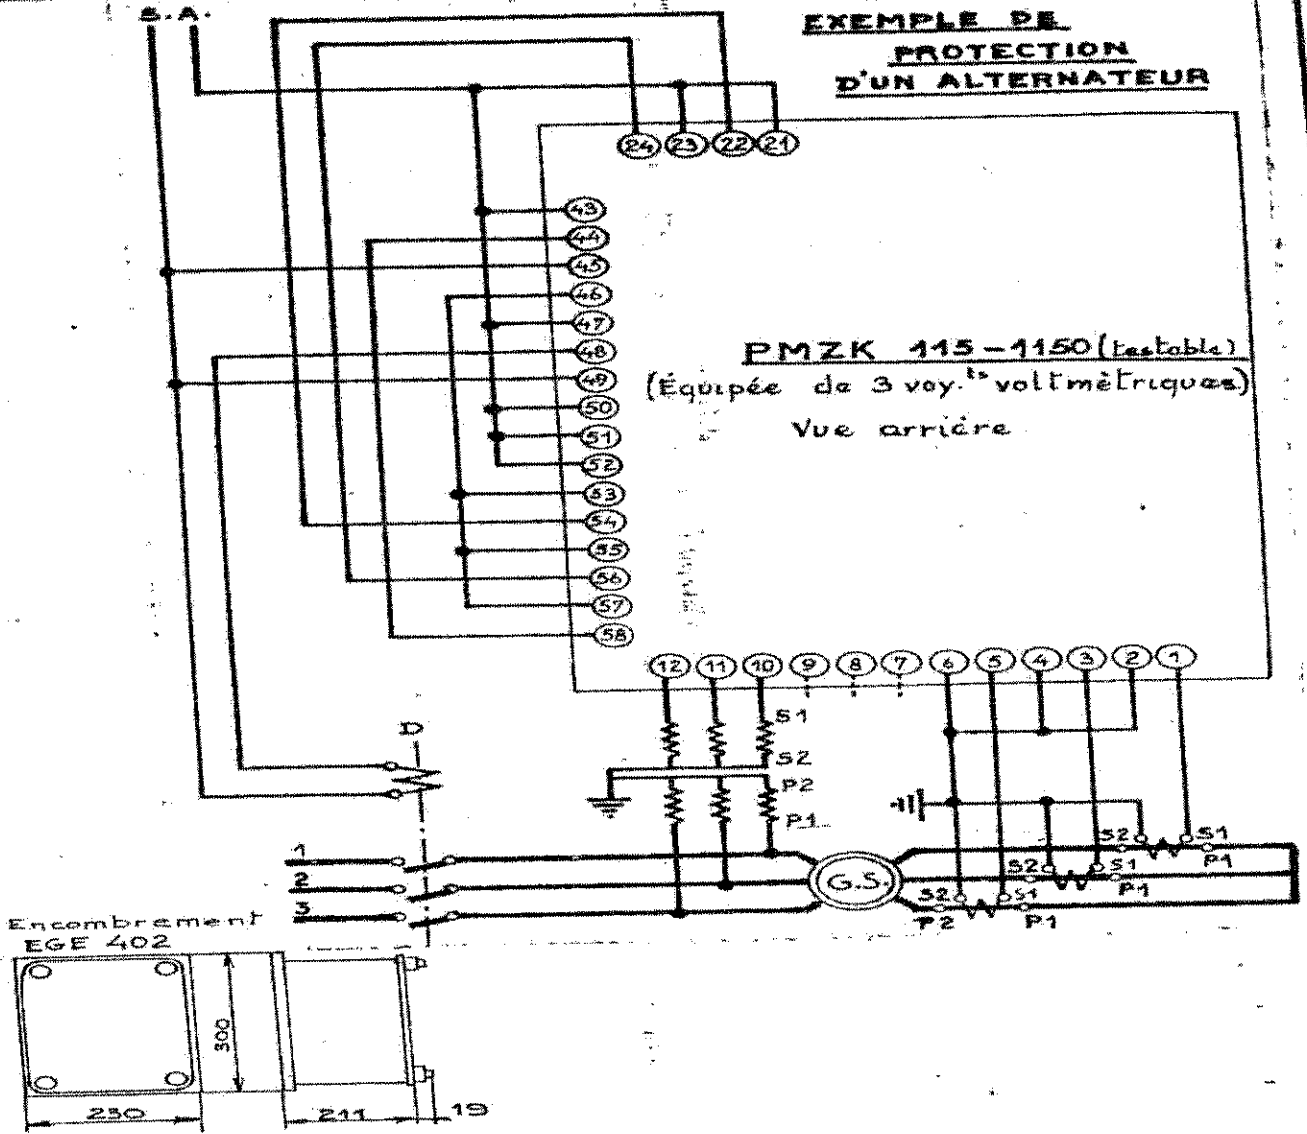 S.A.
EXEMPLE DE
PROTECTION
D'UN ALTERNATEUR
24 23 22 21
43
44
45
46
47
48
49
50
51
52
53
54
55
56
57
58
PMZK 115-1150 (testable)
(Équipée de 3 voy.ts voltmètriques)
Vue arrière
12 11 10 9 8 7 6 5 4 3 2 1
S1
S2
P2
P1
D
1
2
3
G.S.
S2 S1
P1
S2 S1
P1
S2 S1
P2 P1
Encombrement
EGE 402
300
230
211
19